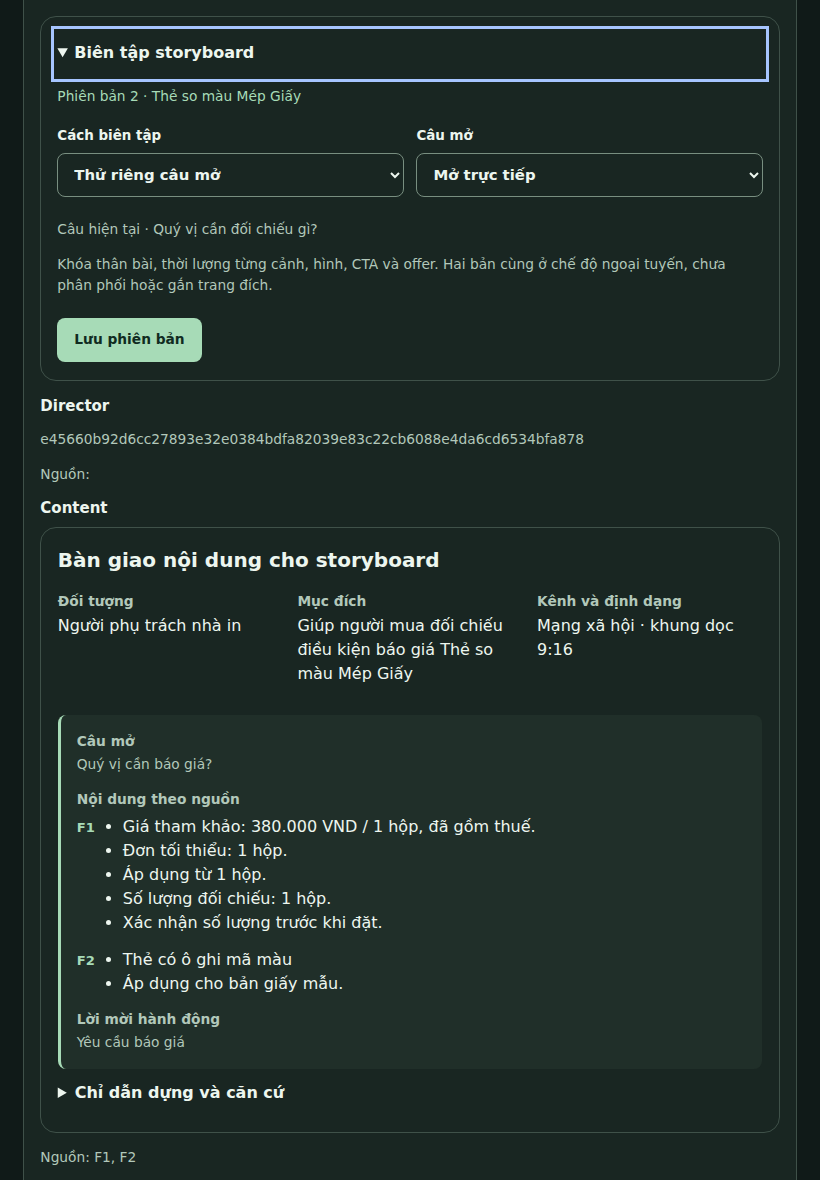 Biên tập storyboard
Phiên bản 2 · Thẻ so màu Mép Giấy
Cách biên tập
Câu mở
Thử riêng câu mở
Mở trực tiếp
Câu hiện tại · Quý vị cần đối chiếu gì?
Khóa thân bài, thời lượng từng cảnh, hình, CTA và offer. Hai bản cùng ở chế độ ngoại tuyến, chưa
phân phối hoặc gắn trang đích.
Lưu phiên bản
Director
e45660b92d6cc27893e32e0384bdfa82039e83c22cb6088e4da6cd6534bfa878
Nguồn:
Content
Bàn giao nội dung cho storyboard
Đối tượng
Người phụ trách nhà in
Mục đích
Giúp người mua đối chiếu
điều kiện báo giá Thẻ so
màu Mép Giấy
Kênh và định dạng
Mạng xã hội · khung dọc
9:16
Câu mở
Quý vị cần báo giá?
Nội dung theo nguồn
F1 • Giá tham khảo: 380.000 VND / 1 hộp, đã gồm thuế.
• Đơn tối thiểu: 1 hộp.
• Áp dụng từ 1 hộp.
• Số lượng đối chiếu: 1 hộp.
• Xác nhận số lượng trước khi đặt.
F2 • Thẻ có ô ghi mã màu
• Áp dụng cho bản giấy mẫu.
Lời mời hành động
Yêu cầu báo giá
Chỉ dẫn dựng và căn cứ
Nguồn: F1, F2